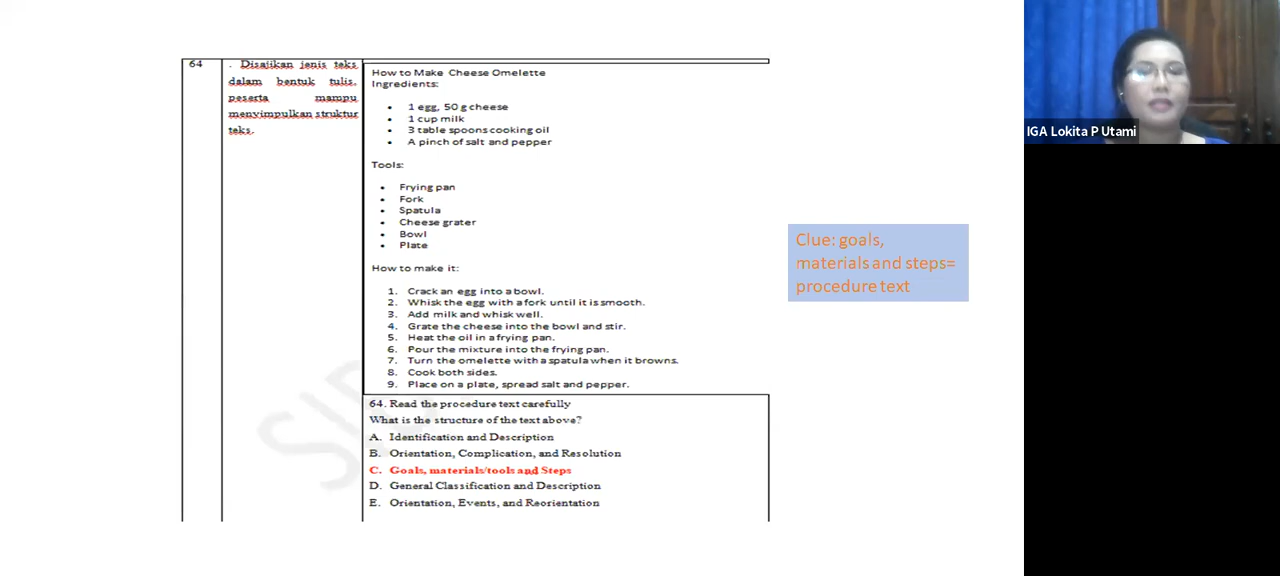 64
. Disajikan jenis teks
dalam bentuk tulis,
peserta mampu
menyimpulkan struktur
teks.
How to Make Cheese Omelette
Ingredients:
• 1 egg, 50 g cheese
• 1 cup milk
• 3 table spoons cooking oil
• A pinch of salt and pepper
Tools:
• Frying pan
• Fork
• Spatula
• Cheese grater
• Bowl
• Plate
How to make it:
1. Crack an egg into a bowl.
2. Whisk the egg with a fork until it is smooth.
3. Add milk and whisk well.
4. Grate the cheese into the bowl and stir.
5. Heat the oil in a frying pan.
6. Pour the mixture into the frying pan.
7. Turn the omelette with a spatula when it browns.
8. Cook both sides.
9. Place on a plate, spread salt and pepper.
64. Read the procedure text carefully
What is the structure of the text above?
A. Identification and Description
B. Orientation, Complication, and Resolution
C. Goals, materials/tools and Steps
D. General Classification and Description
E. Orientation, Events, and Reorientation
Clue: goals,
materials and steps=
procedure text
IGA Lokita P Utami